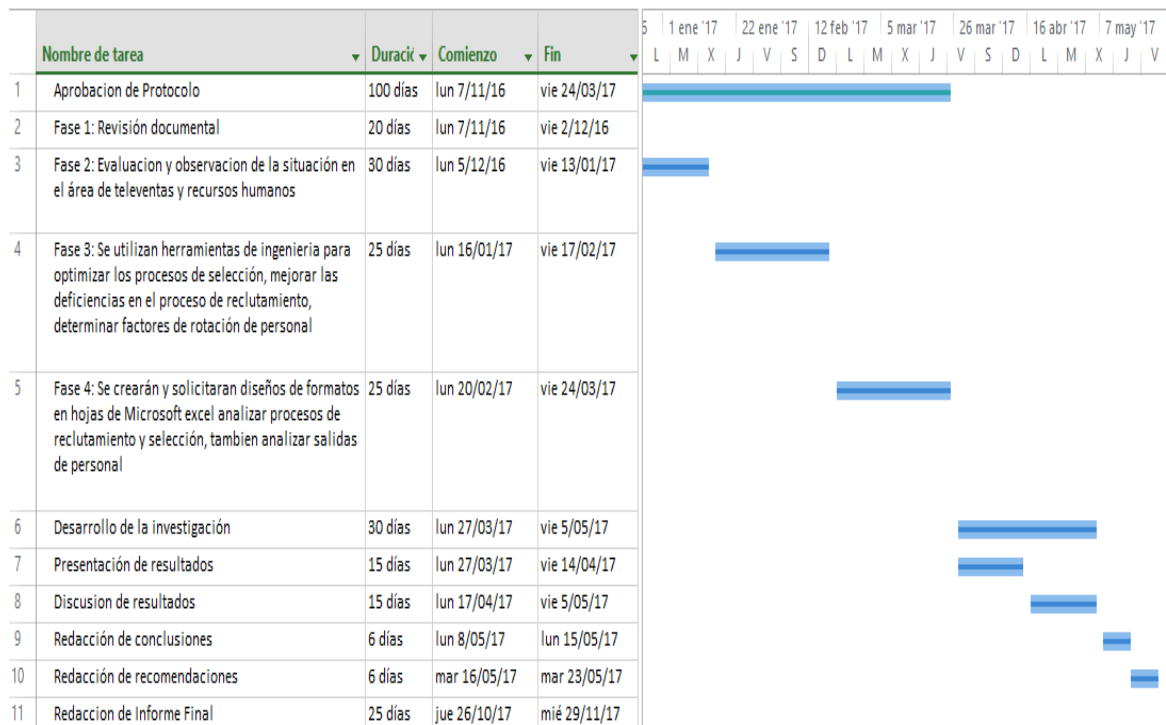 5 1 ene '17 22 ene '17 12 feb '17 5 mar '17 26 mar '17 16 abr '17 7 may '17
Nombre de tarea Duracić Comienzo Fin L M X J V S D L M X J V S D L M X J V
1 Aprobacion de Protocolo 100 días lun 7/11/16 vie 24/03/17
2 Fase 1: Revisión documental 20 días lun 7/11/16 vie 2/12/16
3 Fase 2: Evaluacion y observacion de la situación en 30 días lun 5/12/16 vie 13/01/17
el área de televentas y recursos humanos
4 Fase 3: Se utilizan herramientas de ingenieria para 25 días lun 16/01/17 vie 17/02/17
optimizar los procesos de selección, mejorar las
deficiencias en el proceso de reclutamiento,
determinar factores de rotación de personal
5 Fase 4: Se crearán y solicitaran diseños de formatos 25 días lun 20/02/17 vie 24/03/17
en hojas de Microsoft excel analizar procesos de
reclutamiento y selección, tambien analizar salidas
de personal
6 Desarrollo de la investigación 30 días lun 27/03/17 vie 5/05/17
7 Presentación de resultados 15 días lun 27/03/17 vie 14/04/17
8 Discusion de resultados 15 días lun 17/04/17 vie 5/05/17
9 Redacción de conclusiones 6 días lun 8/05/17 lun 15/05/17
10 Redacción de recomendaciones 6 días mar 16/05/17 mar 23/05/17
11 Redaccion de Informe Final 25 días jue 26/10/17 mié 29/11/17